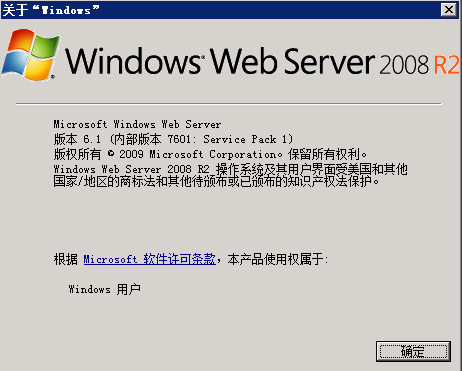 关于“Windows”
Windows Web Server 2008 R2
Microsoft Windows Web Server
版本 6.1 (内部版本 7601: Service Pack 1)
版权所有 © 2009 Microsoft Corporation。保留所有权利。
Windows Web Server 2008 R2 操作系统及其用户界面受美国和其他
国家/地区的商标法和其他待颁布或已颁布的知识产权法保护。
根据 Microsoft 软件许可条款，本产品使用权属于:
Windows 用户
确定